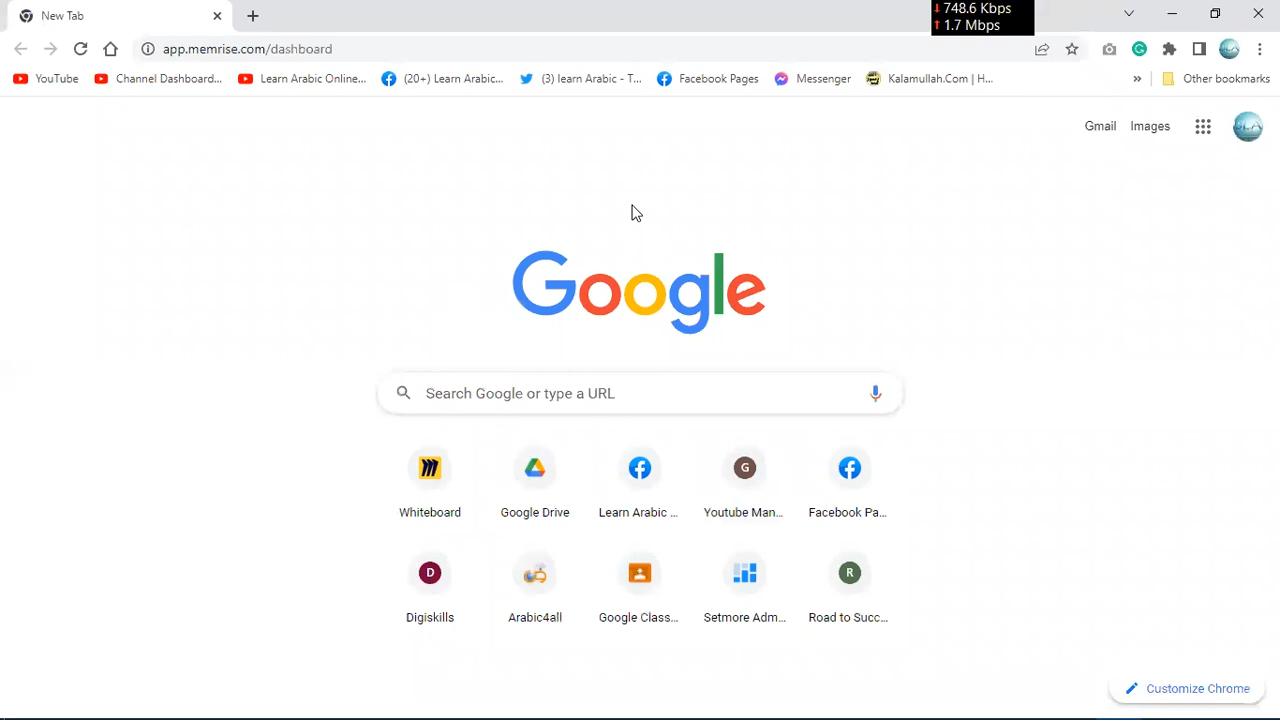 New Tab
748.6 Kbps
1.7 Mbps
app.memrise.com/dashboard
YouTube
Channel Dashboard...
Learn Arabic Online...
(20+) Learn Arabic...
(3) learn Arabic - T...
Facebook Pages
Messenger
Kalamullah.Com | H...
»
Other bookmarks
Gmail
Images
Google
Search Google or type a URL
Whiteboard
Google Drive
Learn Arabic ...
G
Youtube Man...
Facebook Pa...
D
Digiskills
Arabic4all
Google Class...
Setmore Adm...
R
Road to Succ...
Customize Chrome